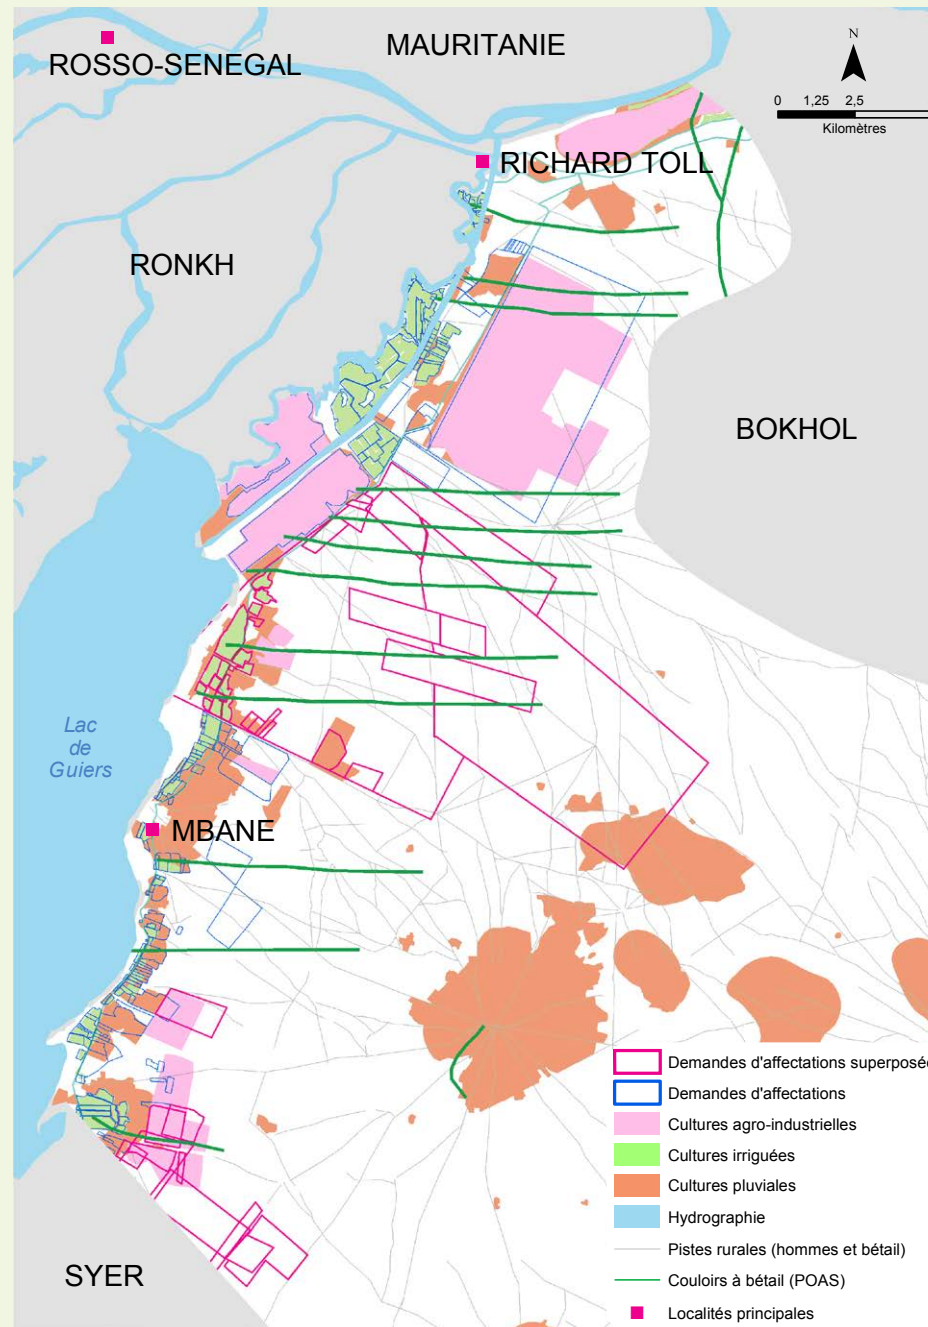 MAURITANIE
ROSSO-SENEGAL
N
0 1,25 2,5
Kilomètres
RICHARD TOLL
RONKH
BOKHOL
Lac
de
Guiers
MBANE
SYER
Demandes d'affectations superposée
Demandes d'affectations
Cultures agro-industrielles
Cultures irriguées
Cultures pluviales
Hydrographie
Pistes rurales (hommes et bétail)
Couloirs à bétail (POAS)
Localités principales